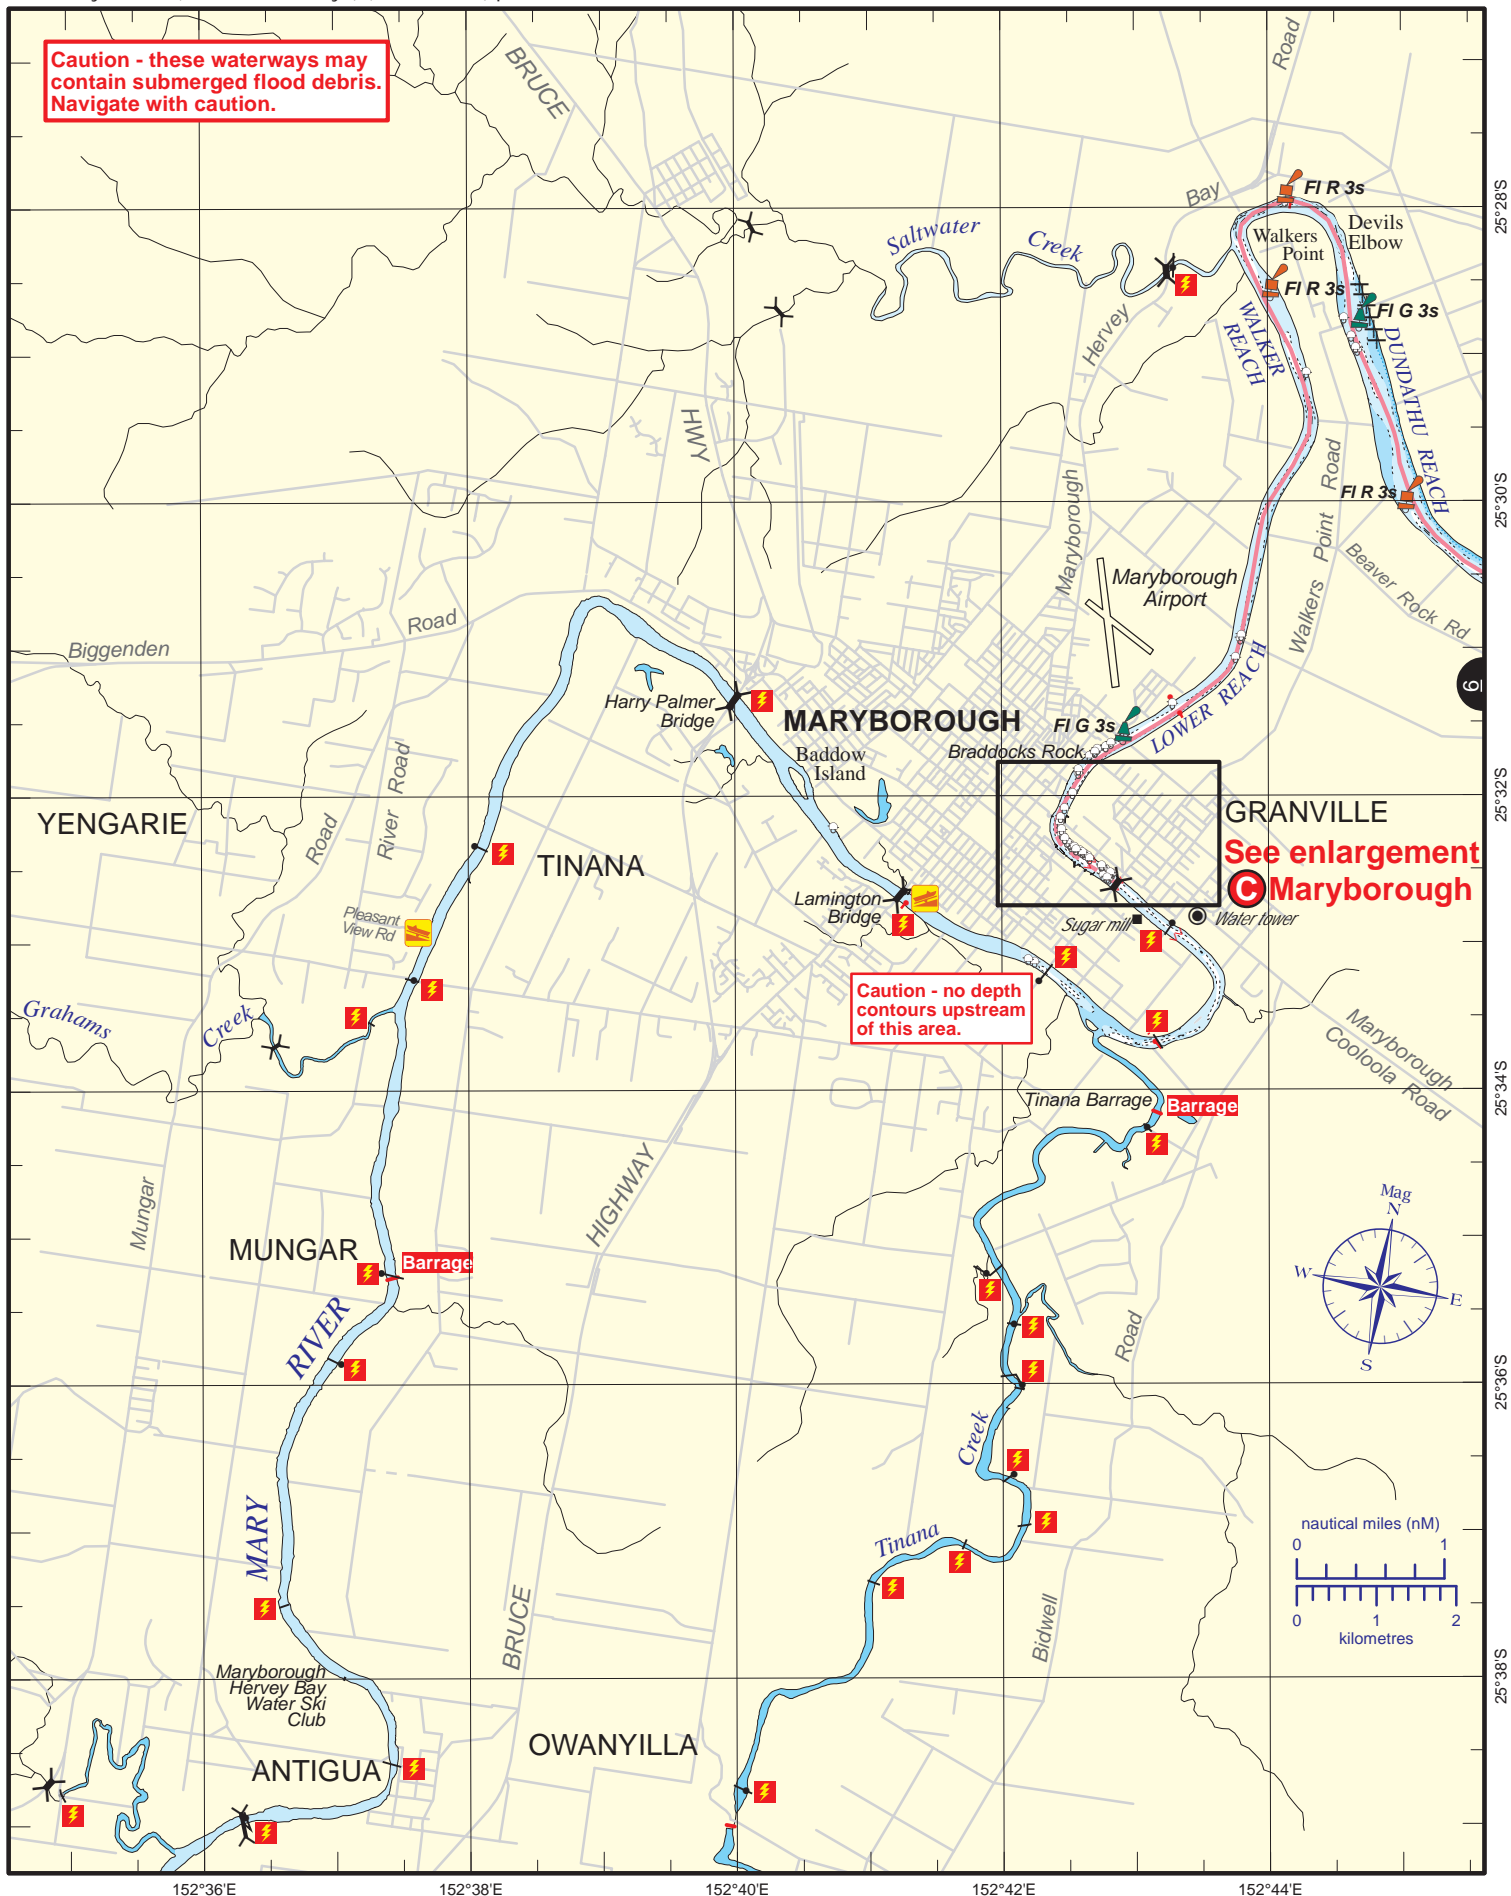 Caution - these waterways may
contain submerged flood debris.
Navigate with caution.
BRUCE
Road
Bay
Fl R 3s
Devils
Elbow
Walkers
Point
Saltwater
Creek
Fl R 3s
Fl G 3s
25°28'S
Hervey
WALKER
REACH
DUNDATHU REACH
HWY
Maryborough
Road
Point
Walkers
Fl R 3s
25°30'S
Beaver Rock Rd
Maryborough
Airport
Biggenden
Road
Harry Palmer
Bridge
MARYBOROUGH
Fl G 3s
LOWER REACH
Braddocks Rock
Baddow
Island
6
25°32'S
YENGARIE
Road
River Road
TINANA
GRANVILLE
See enlargement
C Maryborough
Lamington
Bridge
Pleasant
View Rd
Sugar mill
Water tower
Caution - no depth
contours upstream
of this area.
Grahams
Creek
Maryborough
Cooloola Road
25°34'S
Tinana Barrage
Barrage
Mungar
HIGHWAY
MUNGAR
Barrage
Mag
N
W
E
S
RIVER
Road
25°36'S
Creek
MARY
Tinana
nautical miles (nM)
0 1
0 1 2
kilometres
BRUCE
Bidwell
25°38'S
Maryborough
Hervey Bay
Water Ski
Club
OWANYILLA
ANTIGUA
152°36'E
152°38'E
152°40'E
152°42'E
152°44'E